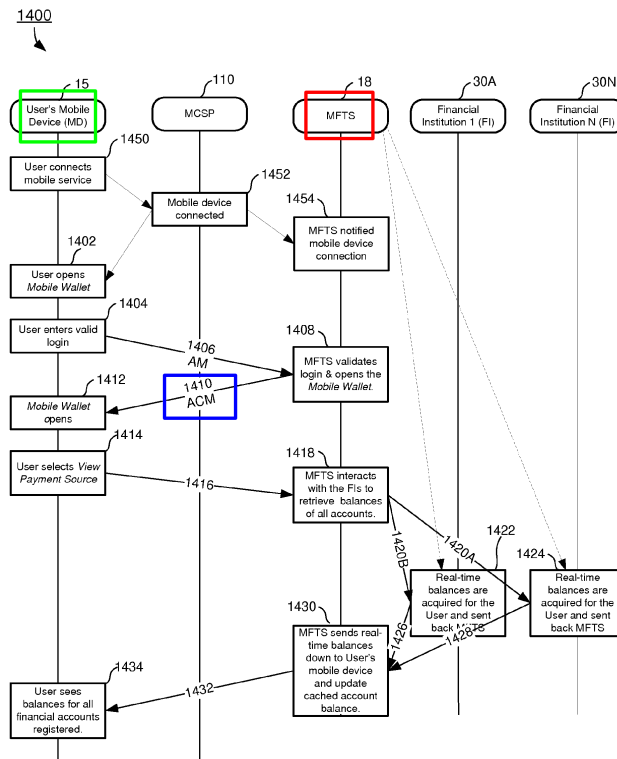 1400
15
110
18
30A
30N
User's Mobile
Device (MD)
MCSP
MFTS
Financial
Institution 1 (FI)
Financial
Institution N (FI)
1450
User connects
mobile service
1452
Mobile device
connected
1454
MFTS notified
mobile device
connection
1402
User opens
Mobile Wallet
1404
User enters valid
login
1406
AM
1408
MFTS validates
login & opens the
Mobile Wallet.
1410
ACM
1412
Mobile Wallet
opens
1414
User selects View
Payment Source
1416
1418
MFTS interacts
with the FIs to
retrieve balances
of all accounts.
1420B
1420A
1422
Real-time
balances are
acquired for the
User and sent
back MFTS
1424
Real-time
balances are
acquired for the
User and sent
back MFTS
1426
1428
1430
MFTS sends real-
time balances
down to User's
mobile device
and update
cached account
balance.
1432
1434
User sees
balances for all
financial accounts
registered.